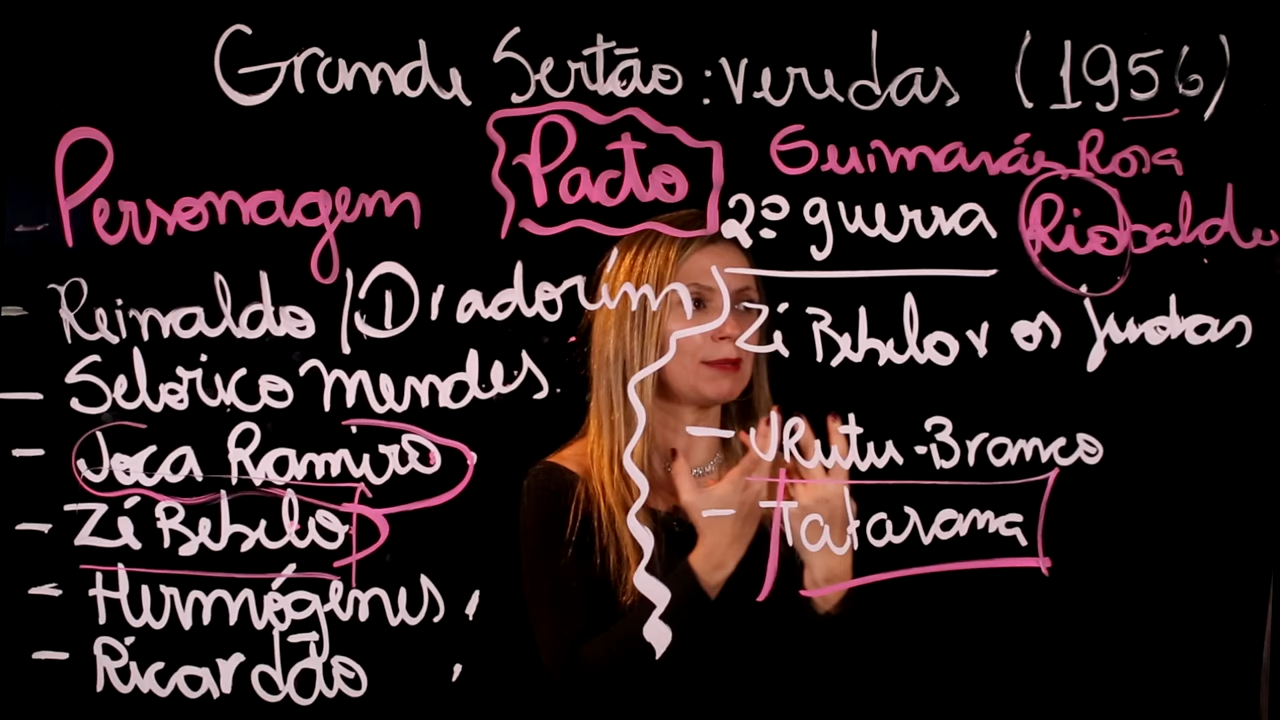 Grande Sertão: veredas (1956)
Pacto
Guimarães Rosa
- Personagem
2ª guerra
Riobaldo
- Reinaldo / Diadorim
- Selorico Mendes
- Joca Ramiro
- Zé Bebelo
- Hermógenes,
- Ricardão,
Zé Bebelo v os judas
- Urutu-Branco
- Tatarana